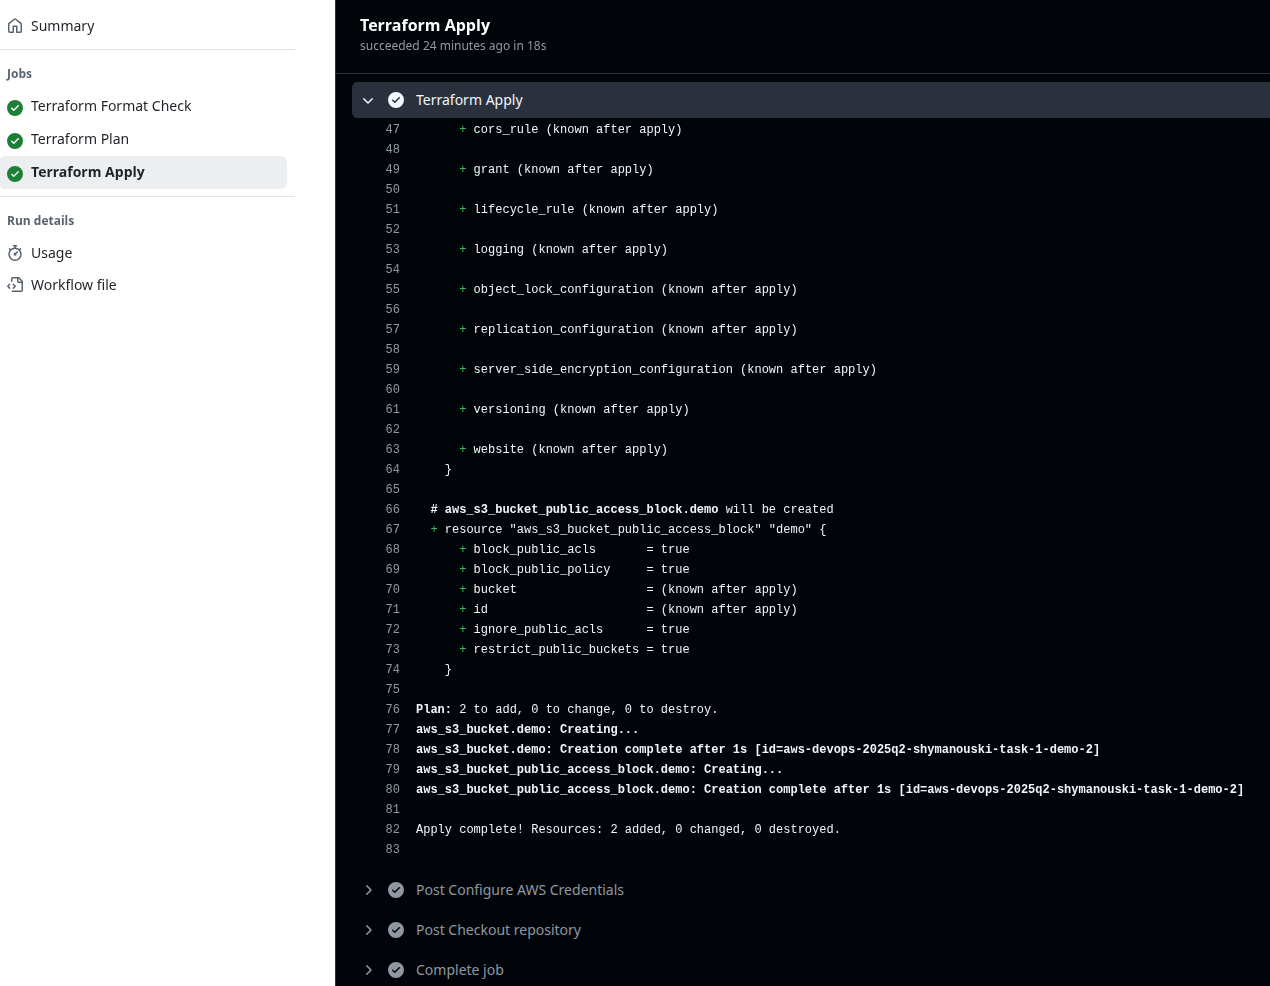 Summary
Jobs
Terraform Format Check
Terraform Plan
Terraform Apply
Run details
Usage
Workflow file
Terraform Apply
succeeded 24 minutes ago in 18s
Terraform Apply
47 + cors_rule (known after apply)
48
49 + grant (known after apply)
50
51 + lifecycle_rule (known after apply)
52
53 + logging (known after apply)
54
55 + object_lock_configuration (known after apply)
56
57 + replication_configuration (known after apply)
58
59 + server_side_encryption_configuration (known after apply)
60
61 + versioning (known after apply)
62
63 + website (known after apply)
64 }
65
66 # aws_s3_bucket_public_access_block.demo will be created
67 + resource "aws_s3_bucket_public_access_block" "demo" {
68 + block_public_acls = true
69 + block_public_policy = true
70 + bucket = (known after apply)
71 + id = (known after apply)
72 + ignore_public_acls = true
73 + restrict_public_buckets = true
74 }
75
76 Plan: 2 to add, 0 to change, 0 to destroy.
77 aws_s3_bucket.demo: Creating...
78 aws_s3_bucket.demo: Creation complete after 1s [id=aws-devops-2025q2-shymanouski-task-1-demo-2]
79 aws_s3_bucket_public_access_block.demo: Creating...
80 aws_s3_bucket_public_access_block.demo: Creation complete after 1s [id=aws-devops-2025q2-shymanouski-task-1-demo-2]
81
82 Apply complete! Resources: 2 added, 0 changed, 0 destroyed.
83
Post Configure AWS Credentials
Post Checkout repository
Complete job